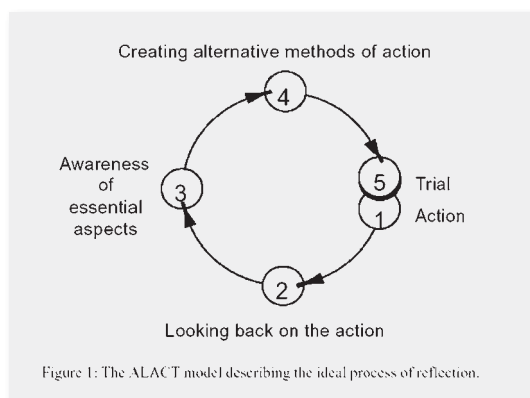 Creating alternative methods of action
4
Awareness
of
essential
aspects
3
5
Trial
1
Action
2
Looking back on the action
Figure 1: The ALACT model describing the ideal process of reflection.